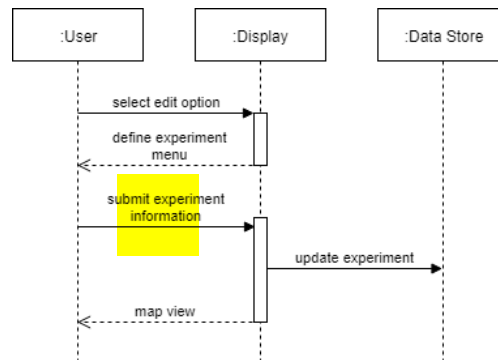 :User
:Display
:Data Store
select edit option
define experiment
menu
submit experiment
information
update experiment
map view